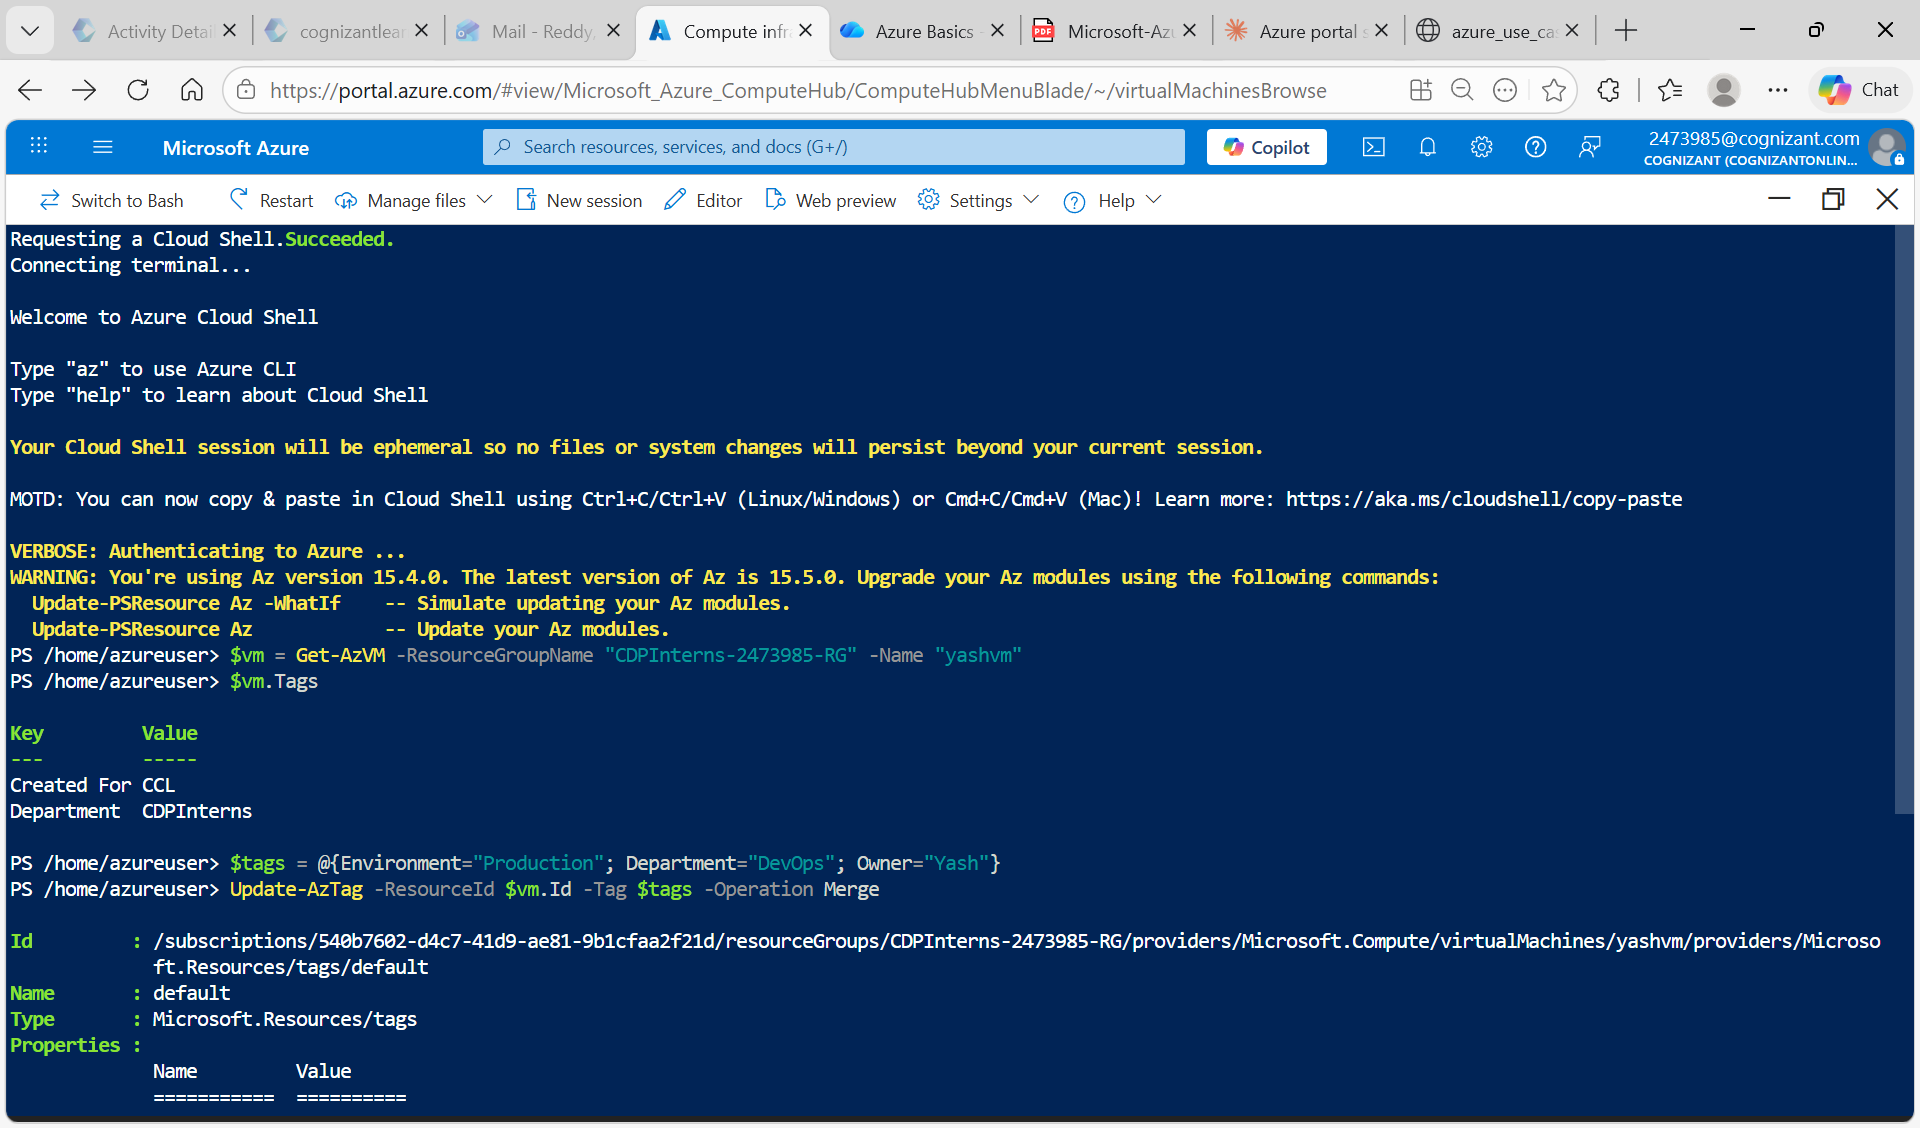 Activity Detai
cognizantlear
Mail - Reddy,
Compute infr
Azure Basics
Microsoft-Azu
Azure portal s
azure_use_cas
https://portal.azure.com/#view/Microsoft_Azure_ComputeHub/ComputeHubMenuBlade/~/virtualMachinesBrowse
Chat
Microsoft Azure
Search resources, services, and docs (G+/)
Copilot
2473985@cognizant.com
COGNIZANT (COGNIZANTONLIN...
Switch to Bash
Restart
Manage files
New session
Editor
Web preview
Settings
Help
Requesting a Cloud Shell.Succeeded.
Connecting terminal...
Welcome to Azure Cloud Shell
Type "az" to use Azure CLI
Type "help" to learn about Cloud Shell
Your Cloud Shell session will be ephemeral so no files or system changes will persist beyond your current session.
MOTD: You can now copy & paste in Cloud Shell using Ctrl+C/Ctrl+V (Linux/Windows) or Cmd+C/Cmd+V (Mac)! Learn more: https://aka.ms/cloudshell/copy-paste
VERBOSE: Authenticating to Azure ...
WARNING: You're using Az version 15.4.0. The latest version of Az is 15.5.0. Upgrade your Az modules using the following commands:
Update-PSResource Az -WhatIf    -- Simulate updating your Az modules.
Update-PSResource Az            -- Update your Az modules.
PS /home/azureuser> $vm = Get-AzVM -ResourceGroupName "CDPInterns-2473985-RG" -Name "yashvm"
PS /home/azureuser> $vm.Tags
Key         Value
---         -----
Created For CCL
Department  CDPInterns
PS /home/azureuser> $tags = @{Environment="Production"; Department="DevOps"; Owner="Yash"}
PS /home/azureuser> Update-AzTag -ResourceId $vm.Id -Tag $tags -Operation Merge
Id         : /subscriptions/540b7602-d4c7-41d9-ae81-9b1cfaa2f21d/resourceGroups/CDPInterns-2473985-RG/providers/Microsoft.Compute/virtualMachines/yashvm/providers/Microso
ft.Resources/tags/default
Name       : default
Type       : Microsoft.Resources/tags
Properties :
Name         Value
===========  ==========